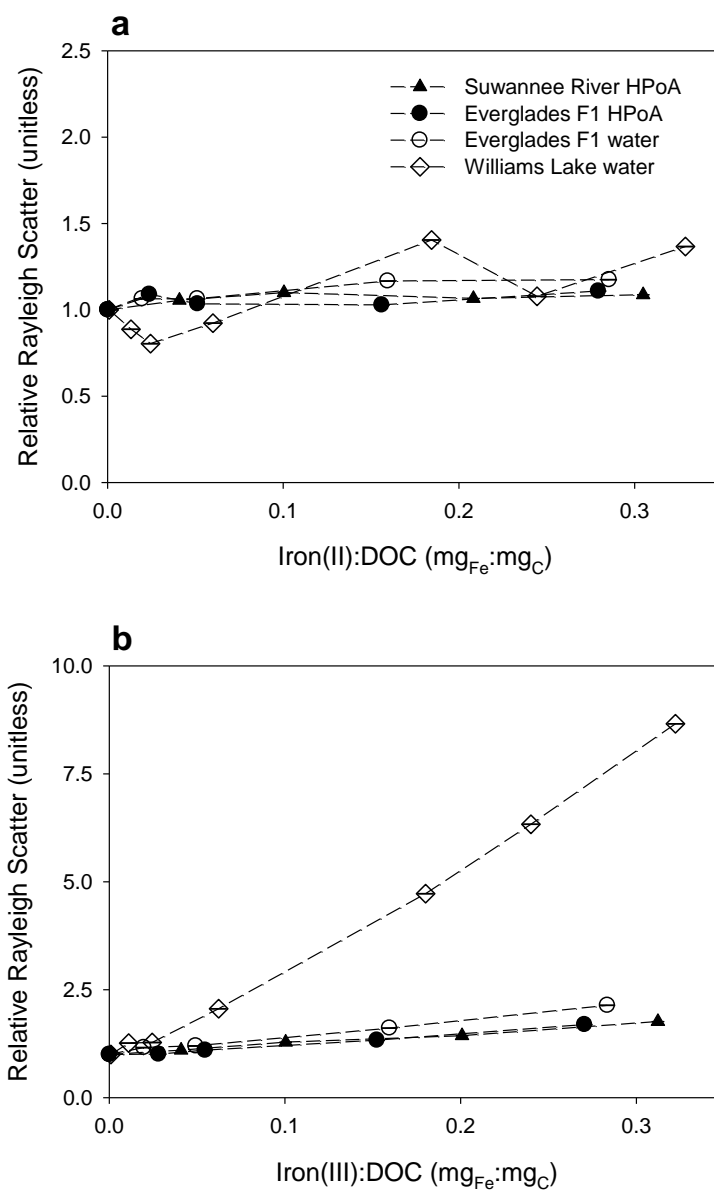 a
Relative Rayleigh Scatter (unitless)
2.5
2.0
1.5
1.0
0.5
0.0
Suwannee River HPoA
Everglades F1 HPoA
Everglades F1 water
Williams Lake water
0.0 0.1 0.2 0.3
Iron(II):DOC (mgFe:mgC)
b
Relative Rayleigh Scatter (unitless)
10.0
7.5
5.0
2.5
0.0
0.0 0.1 0.2 0.3
Iron(III):DOC (mgFe:mgC)